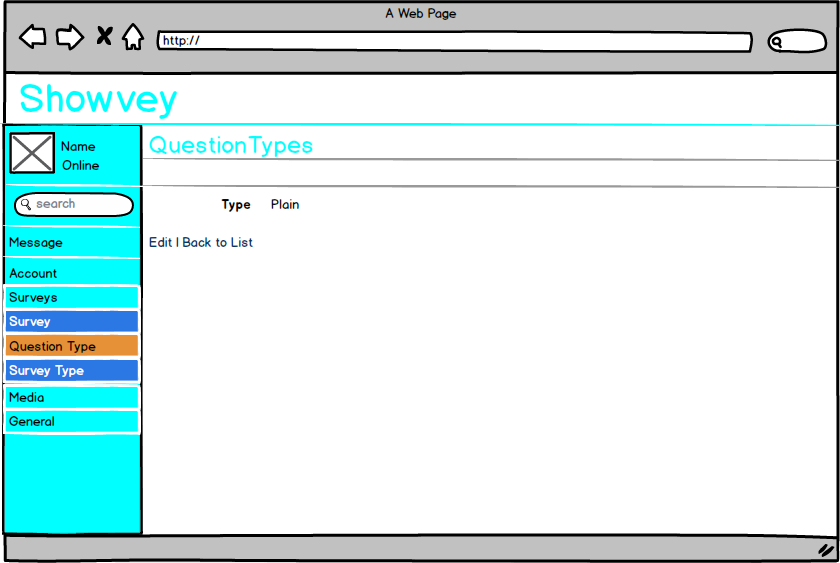 A Web Page
http://
Showvey
Name
Online
QuestionTypes
search
Type Plain
Message
Edit | Back to List
Account
Surveys
Survey
Question Type
Survey Type
Media
General